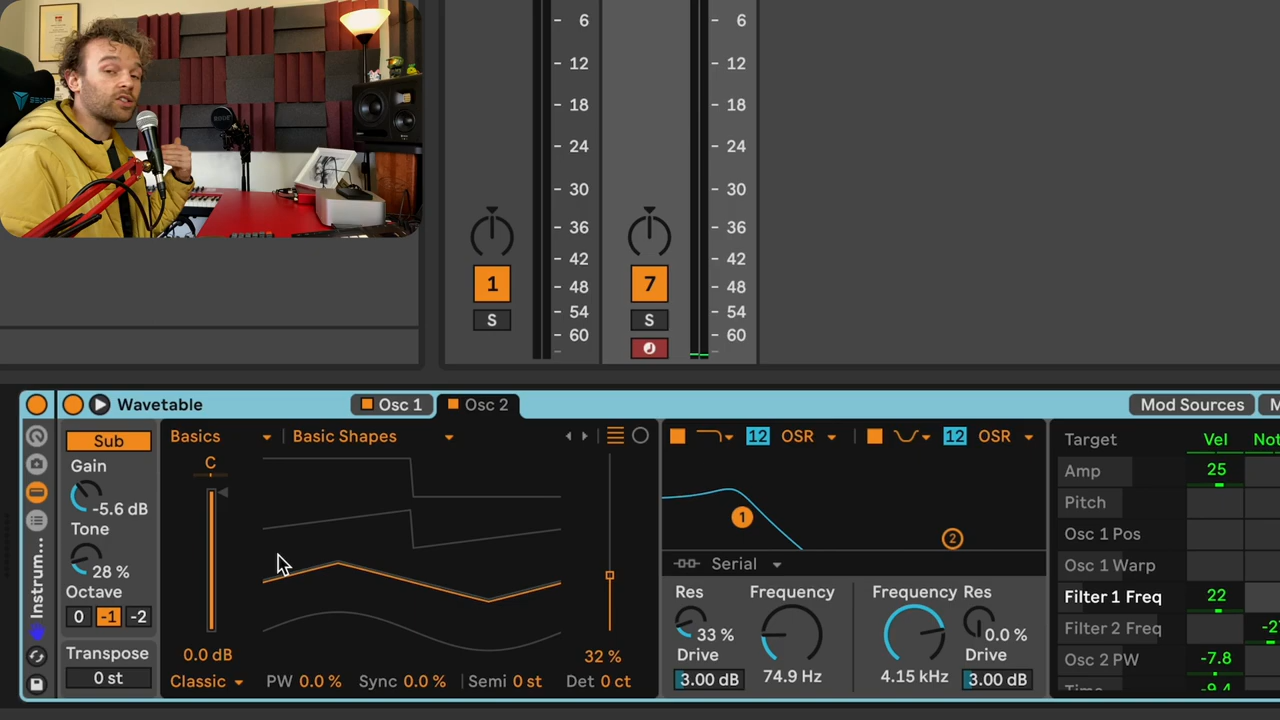 6 6
12 12
18 18
24 24
30 30
36 36
42 42
1 48 7 48
54 54
S 60 S 60
Wavetable Osc 1 Osc 2 Mod Sources M
Sub Basics Basic Shapes 12 OSR 12 OSR Target Vel Not
Gain C Amp 25
-5.6 dB Pitch
Tone 1 2 Osc 1 Pos
28 % Serial Osc 1 Warp
Octave Res Frequency Frequency Res Filter 1 Freq 22
0 -1 -2 33 % 0.0 % Filter 2 Freq -2
Transpose 0.0 dB 32 % Drive Drive Osc 2 PW -7.8
0 st Classic PW 0.0 % Sync 0.0 % Semi 0 st Det 0 ct 3.00 dB 74.9 Hz 4.15 kHz 3.00 dB Time -9.4
Instrum...